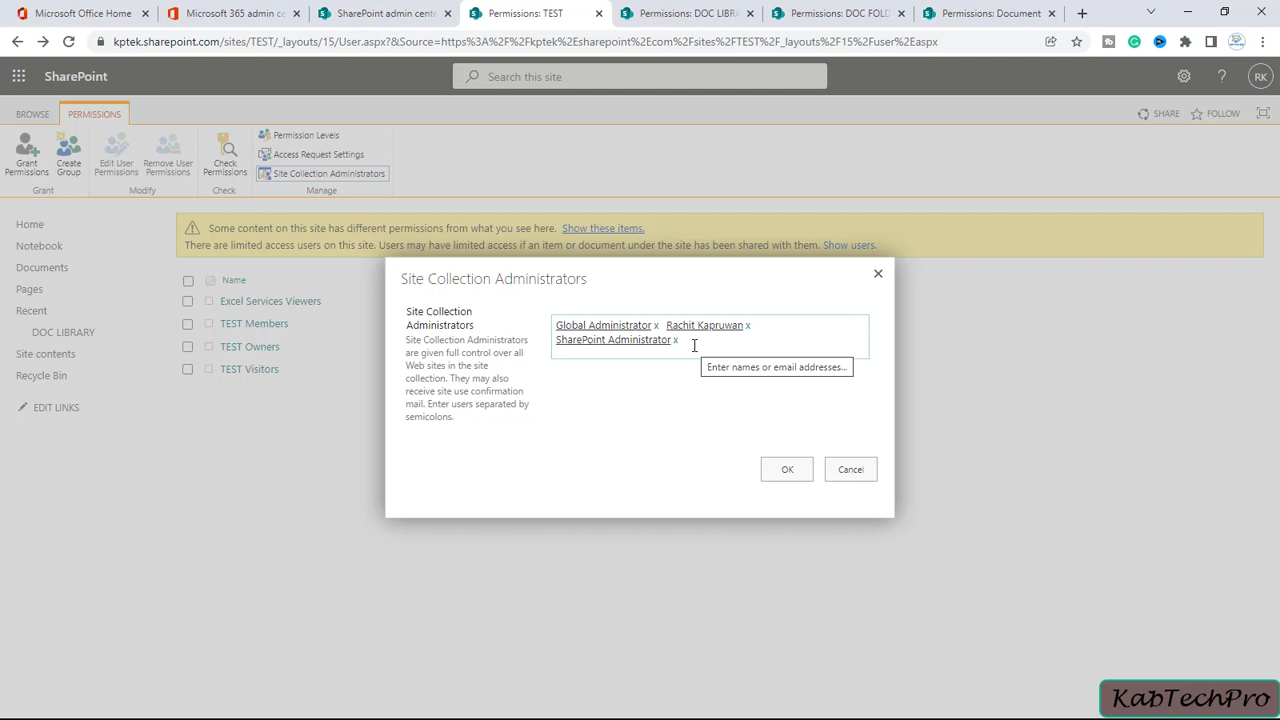 Microsoft Office Home
Microsoft 365 admin ce
SharePoint admin cente
Permissions: TEST
Permissions: DOC LIBR
Permissions: DOC FOLD
Permissions: Document
kptek.sharepoint.com/sites/TEST/_layouts/15/User.aspx?&Source=https%3A%2F%2Fkptek%2Esharepoint%2Ecom%2Fsites%2FTEST%2F_layouts%2F15%2Fuser%2Easpx
SharePoint
Search this site
RK
BROWSE
PERMISSIONS
SHARE
FOLLOW
Grant Permissions
Create Group
Edit User Permissions
Remove User Permissions
Check Permissions
Permission Levels
Access Request Settings
Site Collection Administrators
Grant
Modify
Check
Manage
Home
Notebook
Documents
Pages
Recent
DOC LIBRARY
Site contents
Recycle Bin
EDIT LINKS
Some content on this site has different permissions from what you see here. Show these items.
There are limited access users on this site. Users may have limited access if an item or document under the site has been shared with them. Show users.
Name
Excel Services Viewers
TEST Members
TEST Owners
TEST Visitors
Site Collection Administrators
Site Collection
Administrators
Site Collection Administrators
are given full control over all
Web sites in the site
collection. They may also
receive site use confirmation
mail. Enter users separated by
semicolons.
Global Administrator x Rachit Kapruwan x
SharePoint Administrator x
Enter names or email addresses...
OK
Cancel
KabTechPro